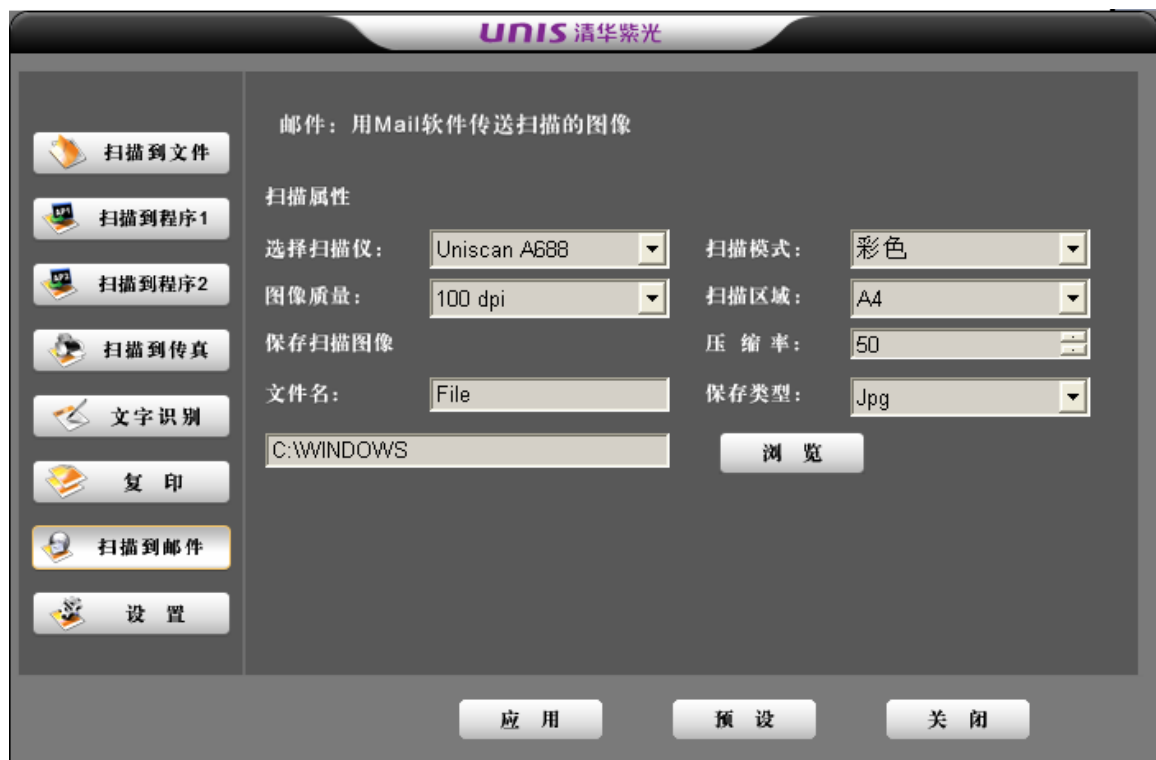 UNIS 清华紫光
扫描到文件
扫描到程序1
扫描到程序2
扫描到传真
文字识别
复 印
扫描到邮件
设 置
邮件：用Mail软件传送扫描的图像
扫描属性
选择扫描仪： Uniscan A688 扫描模式： 彩色
图像质量： 100 dpi 扫描区域： A4
保存扫描图像 压 缩 率： 50
文件名： File 保存类型： Jpg
C:\WINDOWS 浏 览
应 用 预 设 关 闭